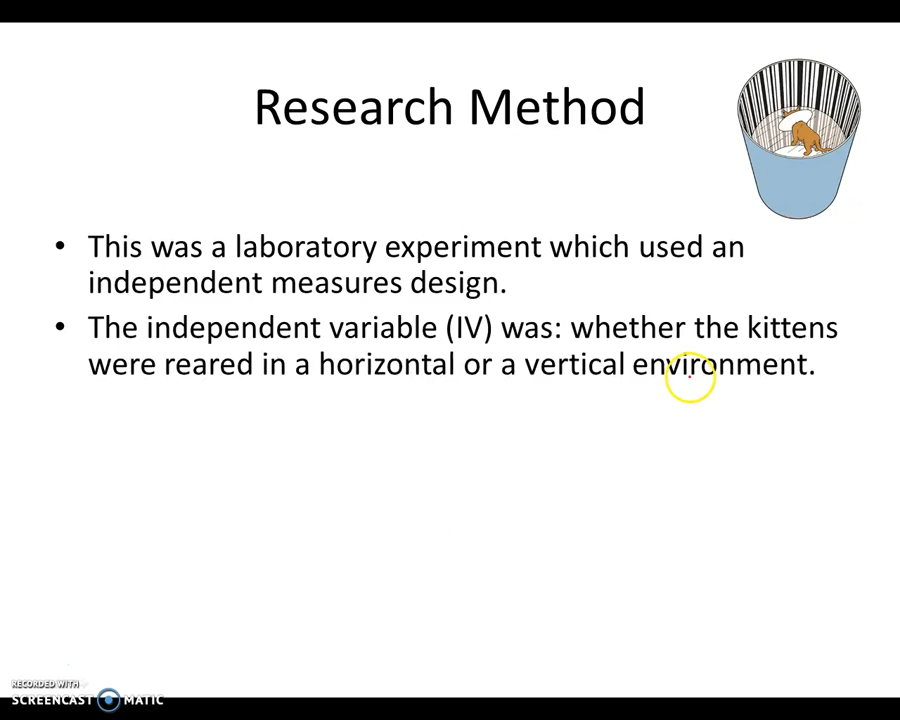 Research Method
• This was a laboratory experiment which used an
independent measures design.
• The independent variable (IV) was: whether the kittens
were reared in a horizontal or a vertical environment.
RECORDED WITH
SCREENCAST MATIC